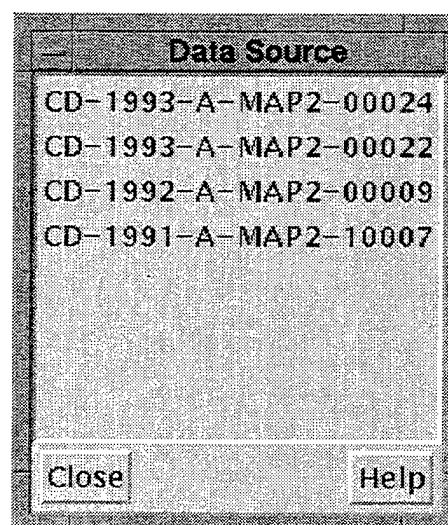 Data Source
CD-1993-A-MAP2-00024
CD-1993-A-MAP2-00022
CD-1992-A-MAP2-00009
CD-1991-A-MAP2-10007
Close Help